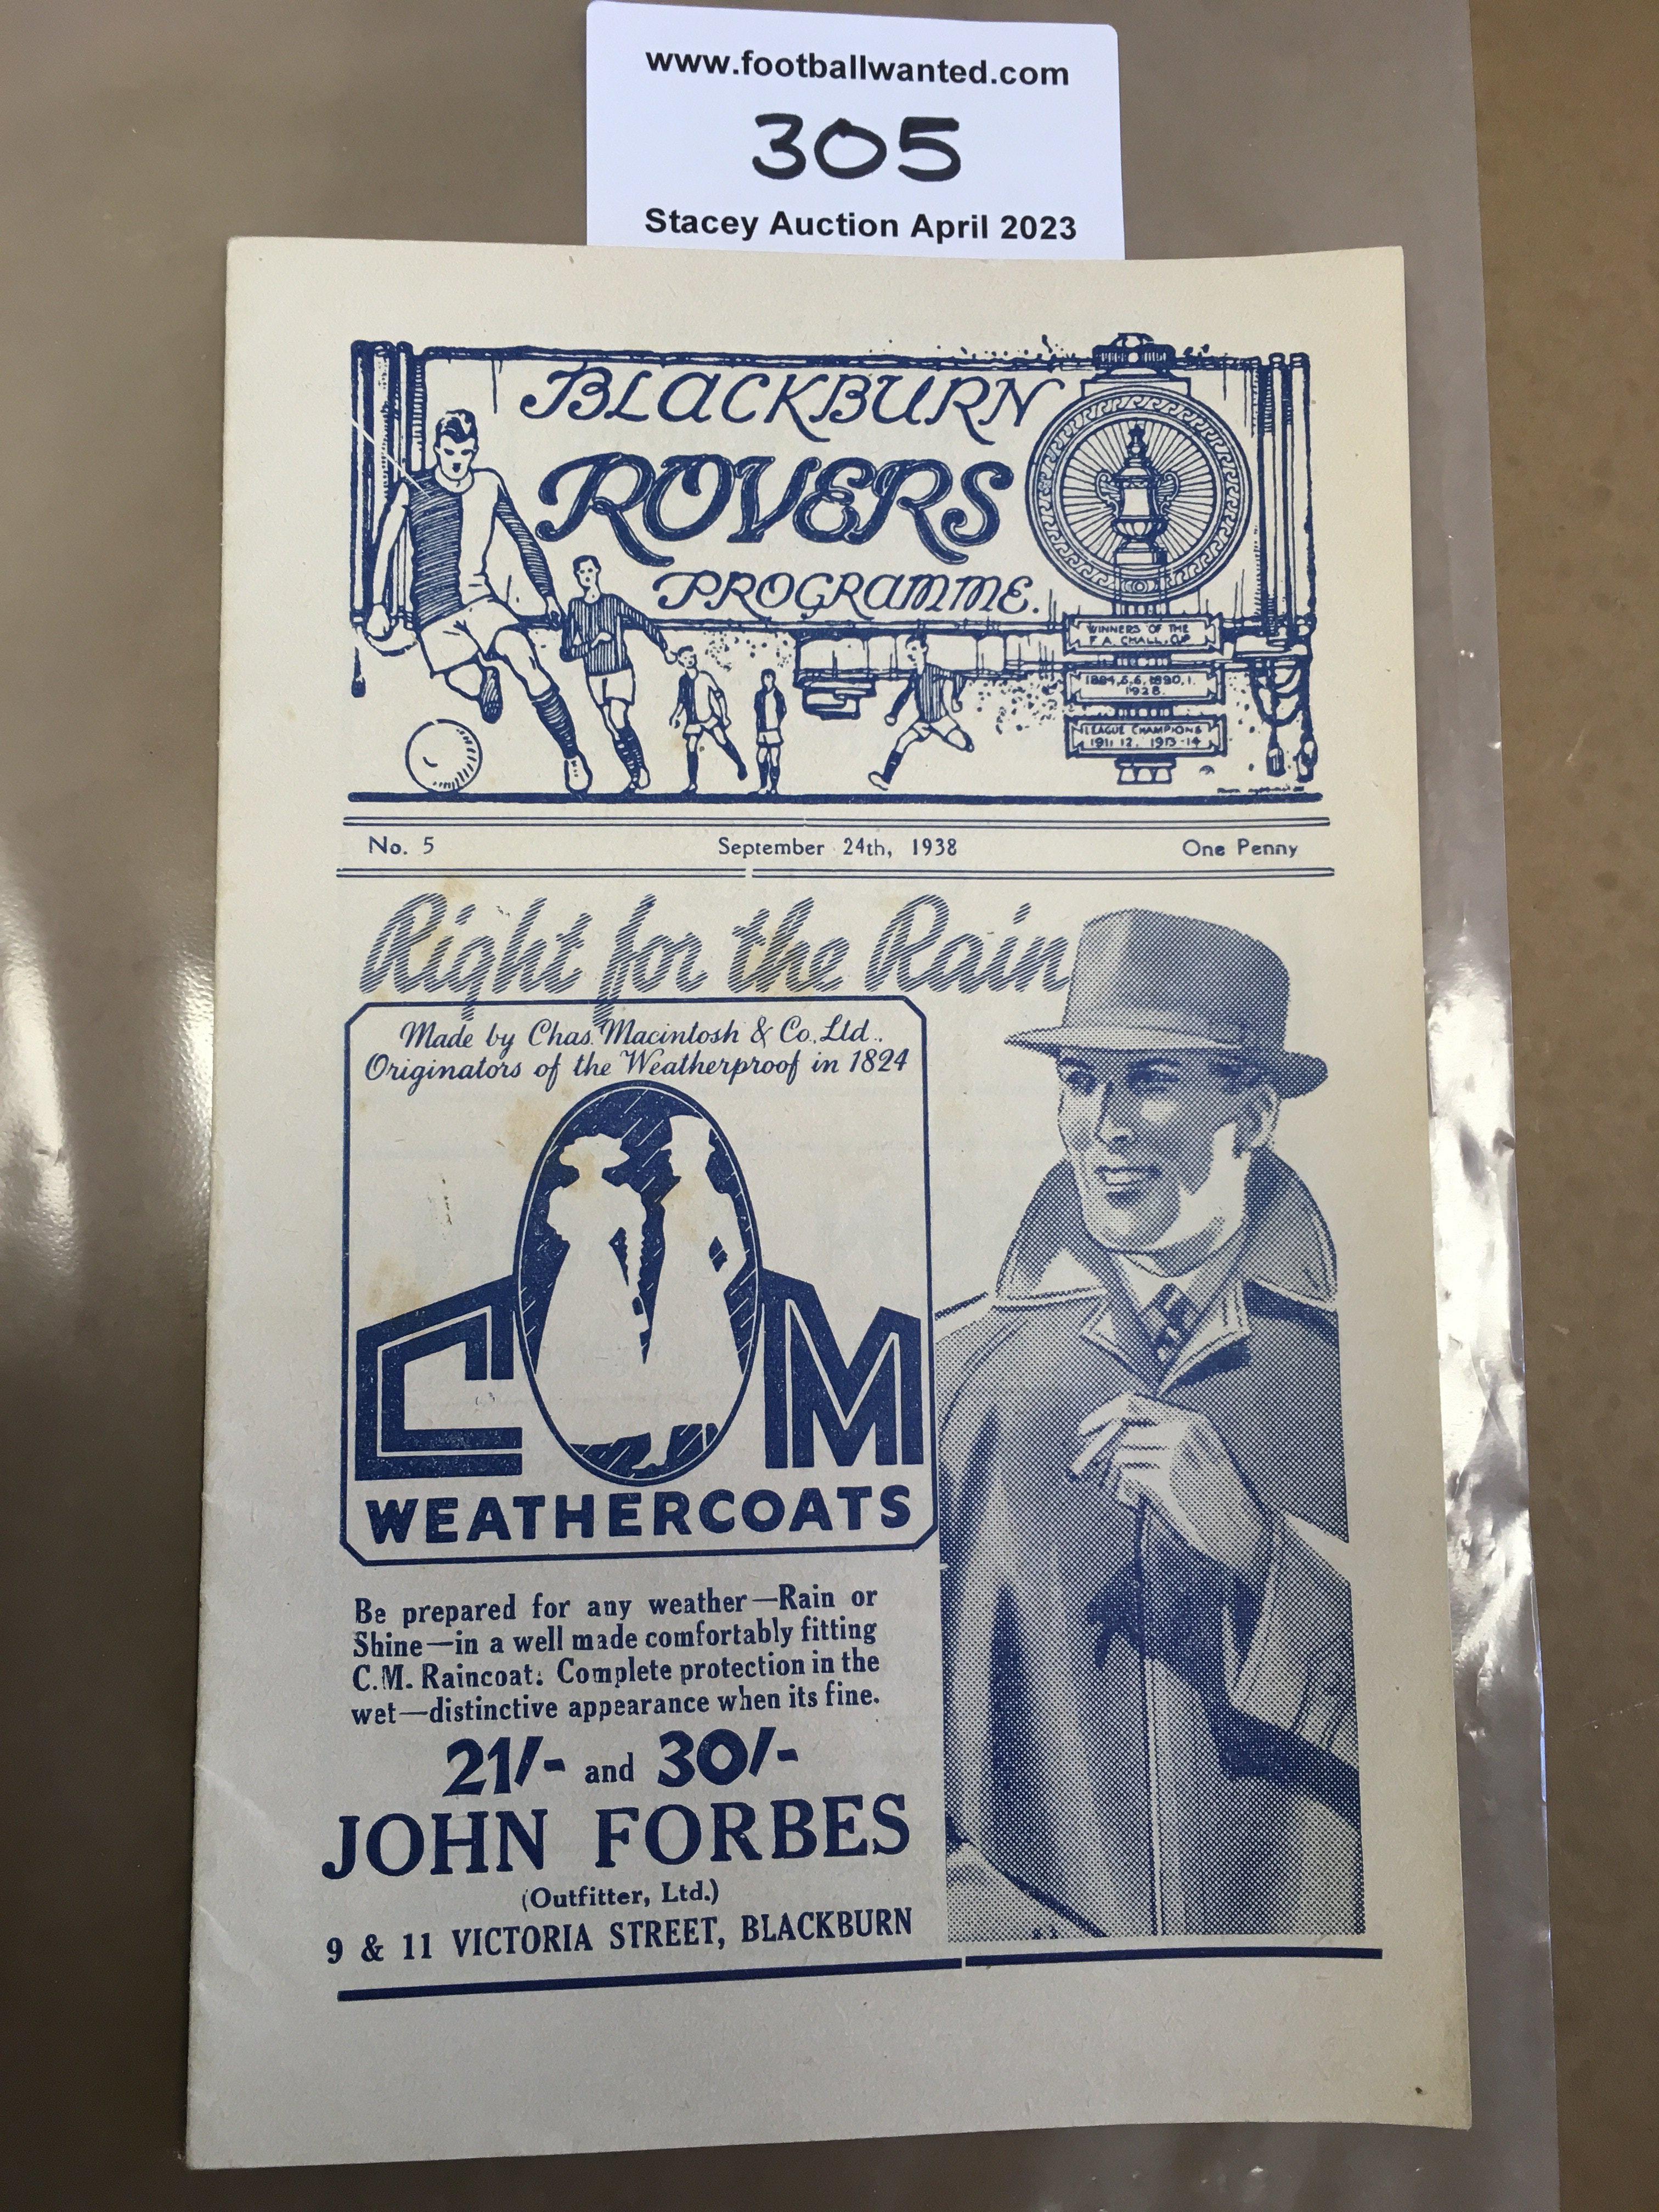 www.footballwanted.com
305
Stacey Auction April 2023
BLACKBURN
ROVERS
PROGRAMME.
WINNERS OF THE
F.A. CHALL. CUP
1884,5,6, 1890,1.
1928.
LEAGUE CHAMPIONS
1911 12. 1913-14
No. 5 September 24th, 1938 One Penny
Right for the Rain
Made by Chas. Macintosh & Co. Ltd..
Originators of the Weatherproof in 1824
CM
WEATHERCOATS
Be prepared for any weather—Rain or
Shine—in a well made comfortably fitting
C.M. Raincoat. Complete protection in the
wet—distinctive appearance when its fine.
21/- and 30/-
JOHN FORBES
(Outfitter, Ltd.)
9 & 11 VICTORIA STREET, BLACKBURN